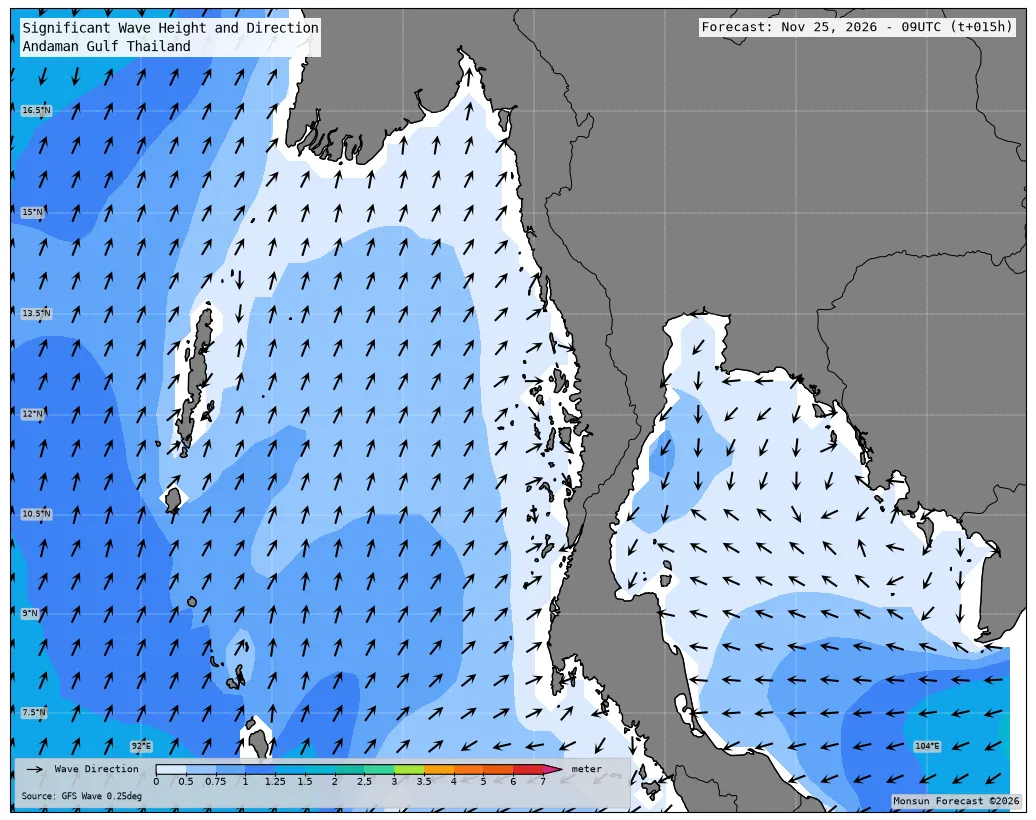 Significant Wave Height and Direction
Andaman Gulf Thailand
Forecast: Nov 25, 2026 - 09UTC (t+015h)
16.5°N
15°N
13.5°N
12°N
10.5°N
9°N
7.5°N
92°E
104°E
Wave Direction
0 0.5 0.75 1 1.25 1.5 2 2.5 3 3.5 4 5 6 7
meter
Source: GFS Wave 0.25deg
Monsun Forecast ©2026